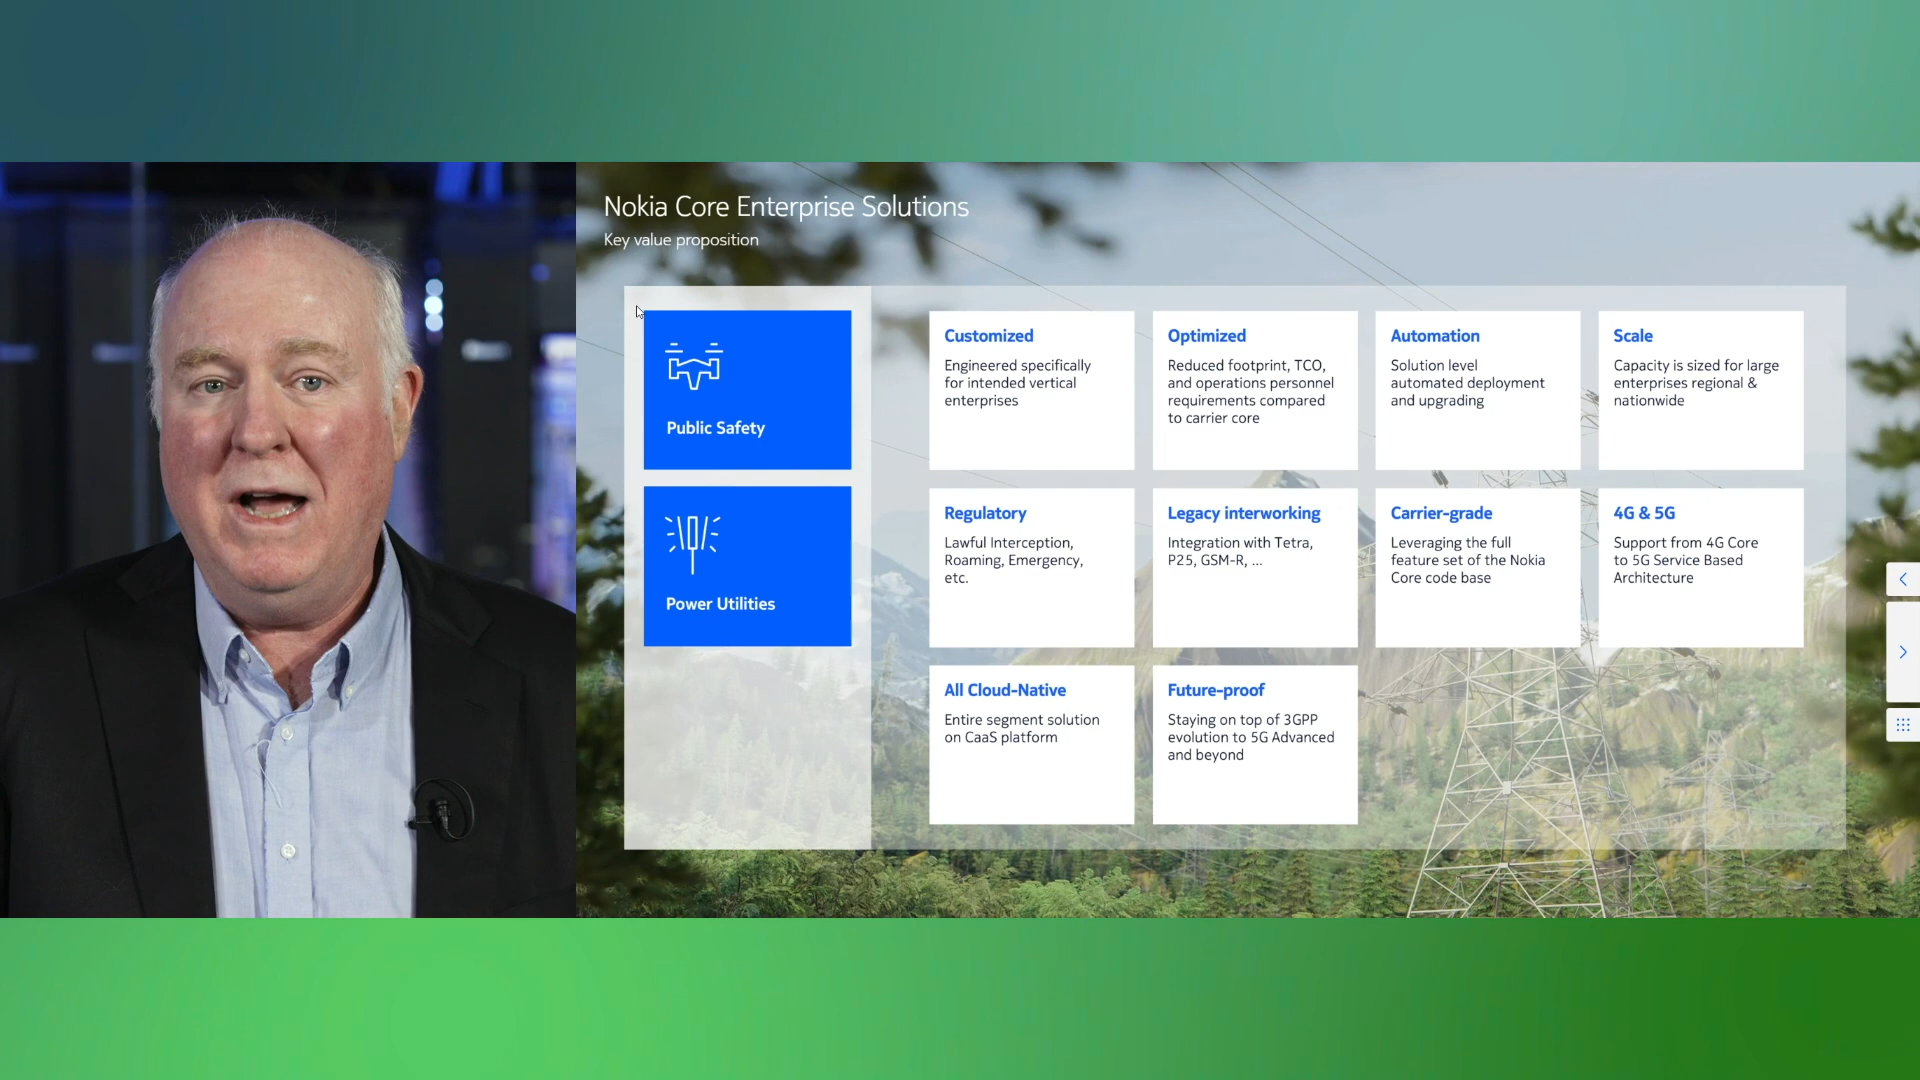 Nokia Core Enterprise Solutions
Key value proposition
Public Safety
Power Utilities
Customized
Engineered specifically
for intended vertical
enterprises
Optimized
Reduced footprint, TCO,
and operations personnel
requirements compared
to carrier core
Automation
Solution level
automated deployment
and upgrading
Scale
Capacity is sized for large
enterprises regional &
nationwide
Regulatory
Lawful Interception,
Roaming, Emergency,
etc.
Legacy interworking
Integration with Tetra,
P25, GSM-R, ...
Carrier-grade
Leveraging the full
feature set of the Nokia
Core code base
4G & 5G
Support from 4G Core
to 5G Service Based
Architecture
All Cloud-Native
Entire segment solution
on CaaS platform
Future-proof
Staying on top of 3GPP
evolution to 5G Advanced
and beyond